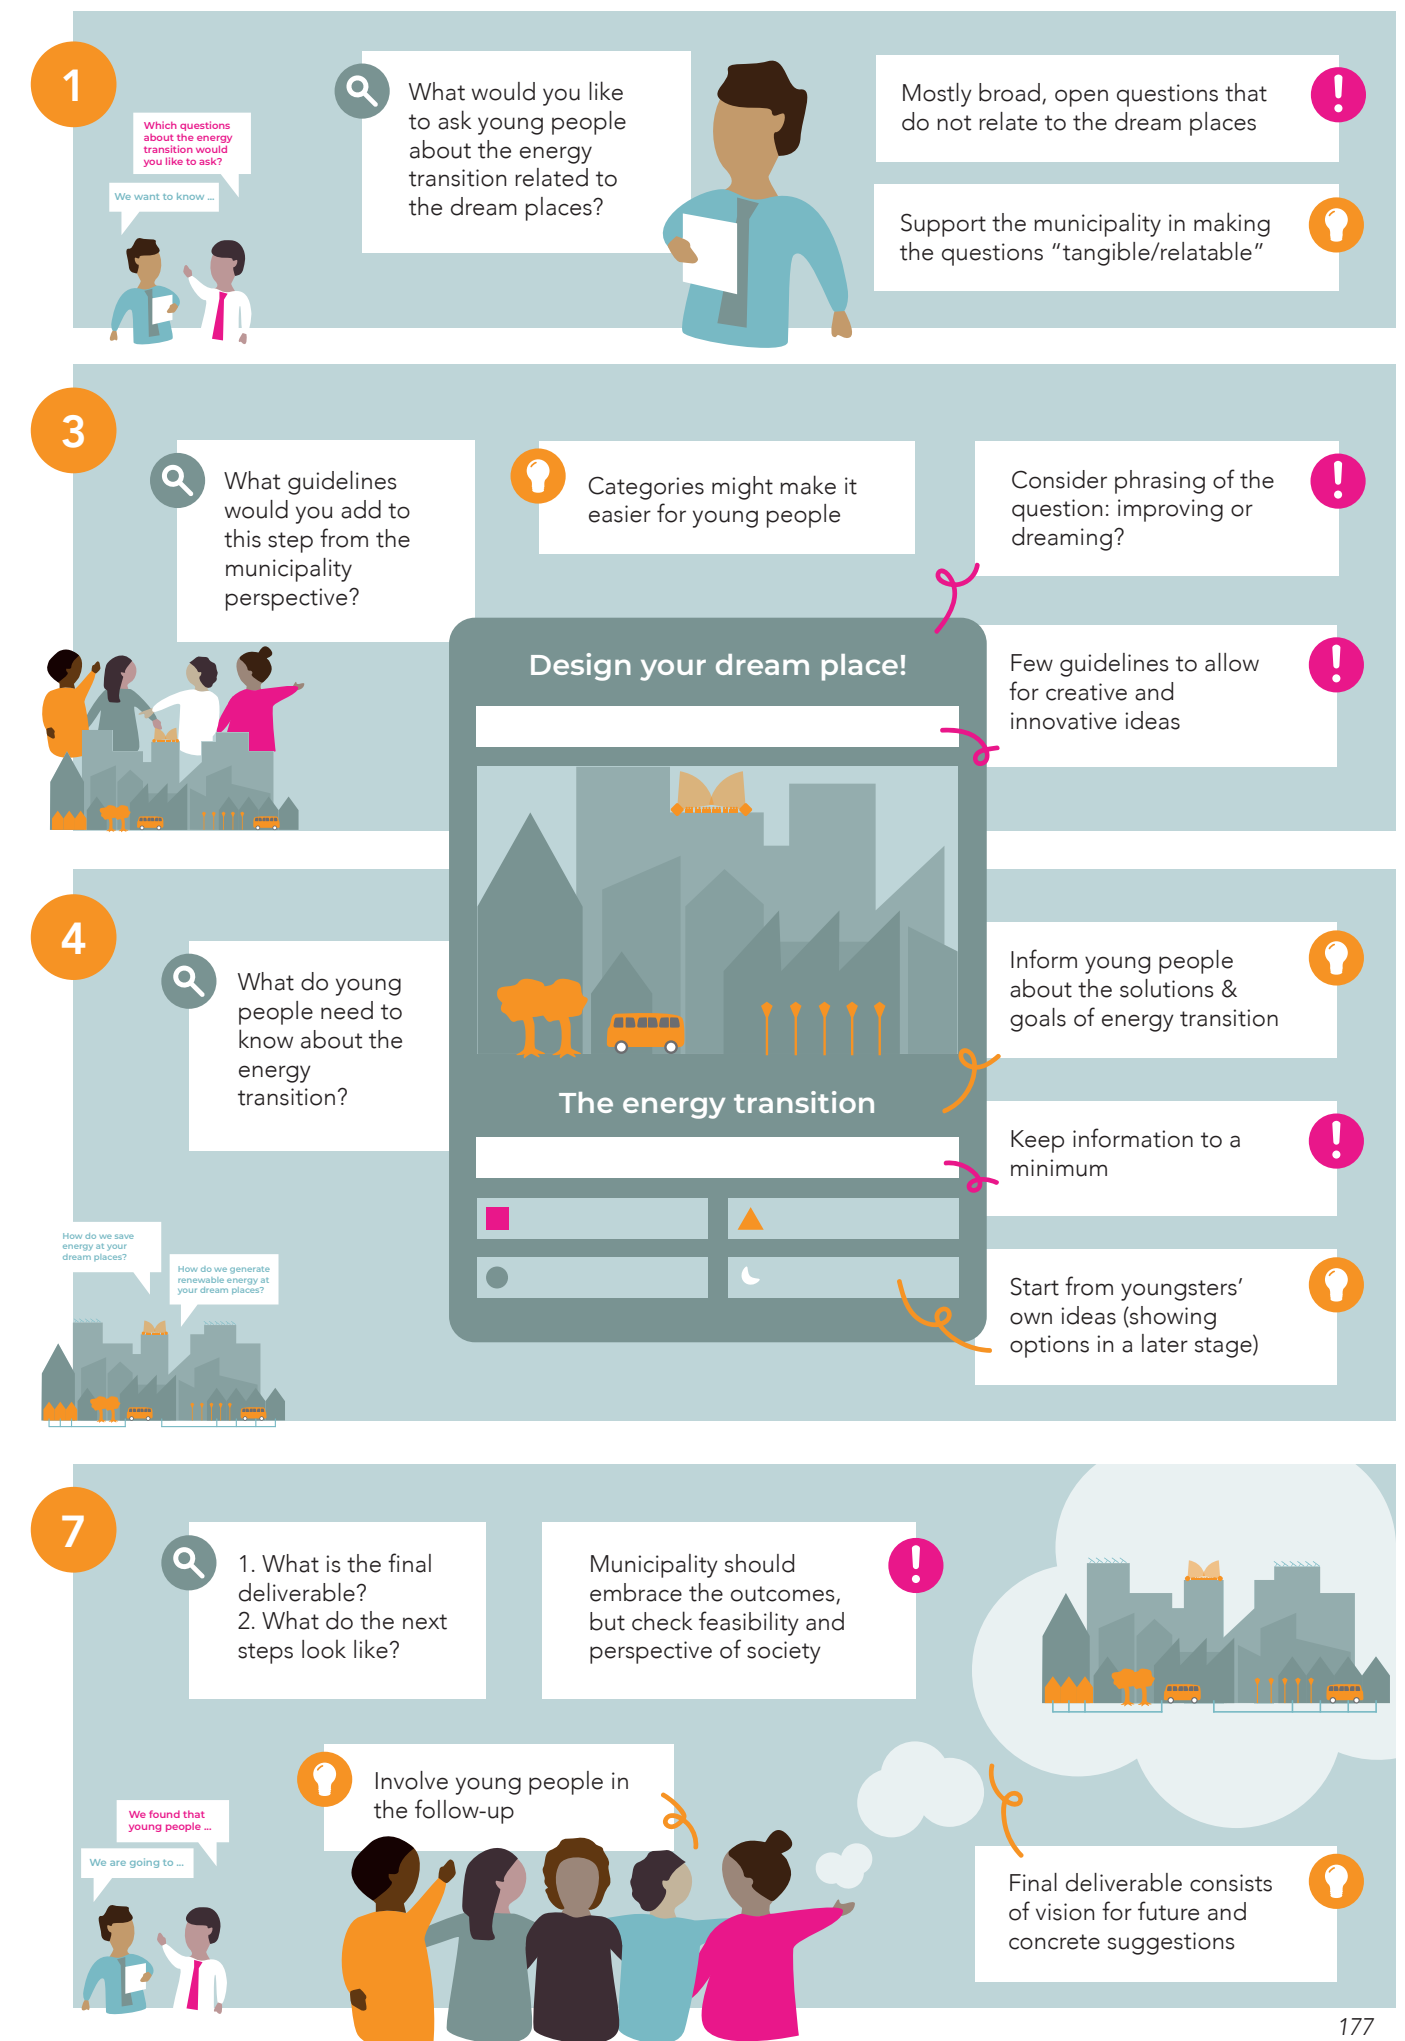 1
Which questions
about the energy
transition would
you like to ask?
We want to know ...
What would you like
to ask young people
about the energy
transition related to
the dream places?
Mostly broad, open questions that
do not relate to the dream places
Support the municipality in making
the questions “tangible/relatable”
3
What guidelines
would you add to
this step from the
municipality
perspective?
Categories might make it
easier for young people
Consider phrasing of the
question: improving or
dreaming?
Few guidelines to allow
for creative and
innovative ideas
Design your dream place!
4
What do young
people need to
know about the
energy
transition?
Inform young people
about the solutions &
goals of energy transition
The energy transition
Keep information to a
minimum
Start from youngsters’
own ideas (showing
options in a later stage)
How do we save
energy at your
dream places?
How do we generate
renewable energy at
your dream places?
7
1. What is the final
deliverable?
2. What do the next
steps look like?
Municipality should
embrace the outcomes,
but check feasibility and
perspective of society
Involve young people in
the follow-up
We found that
young people ...
We are going to ...
Final deliverable consists
of vision for future and
concrete suggestions
177